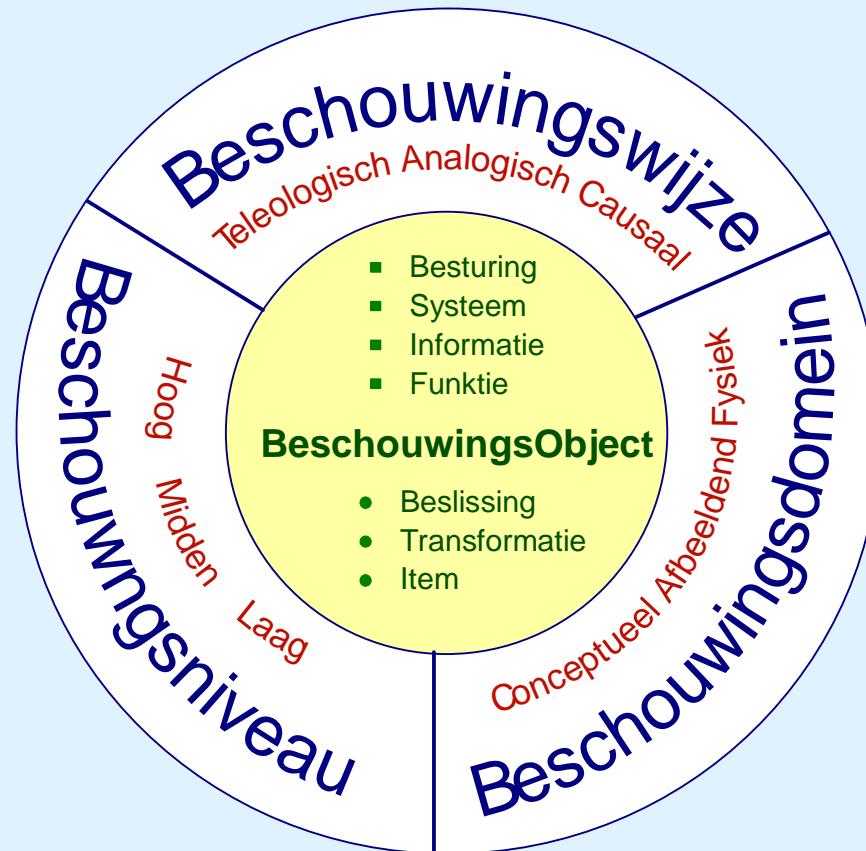 Beschouwingswijze
Teleologisch Analogisch Causaal
Beschouwngsniveau
Hoog Midden Laag
Besturing
Systeem
Informatie
Funktie
BeschouwingsObject
Beslissing
Transformatie
Item
Conceptueel Afbeeldend Fysiek
Beschouwingsdomein